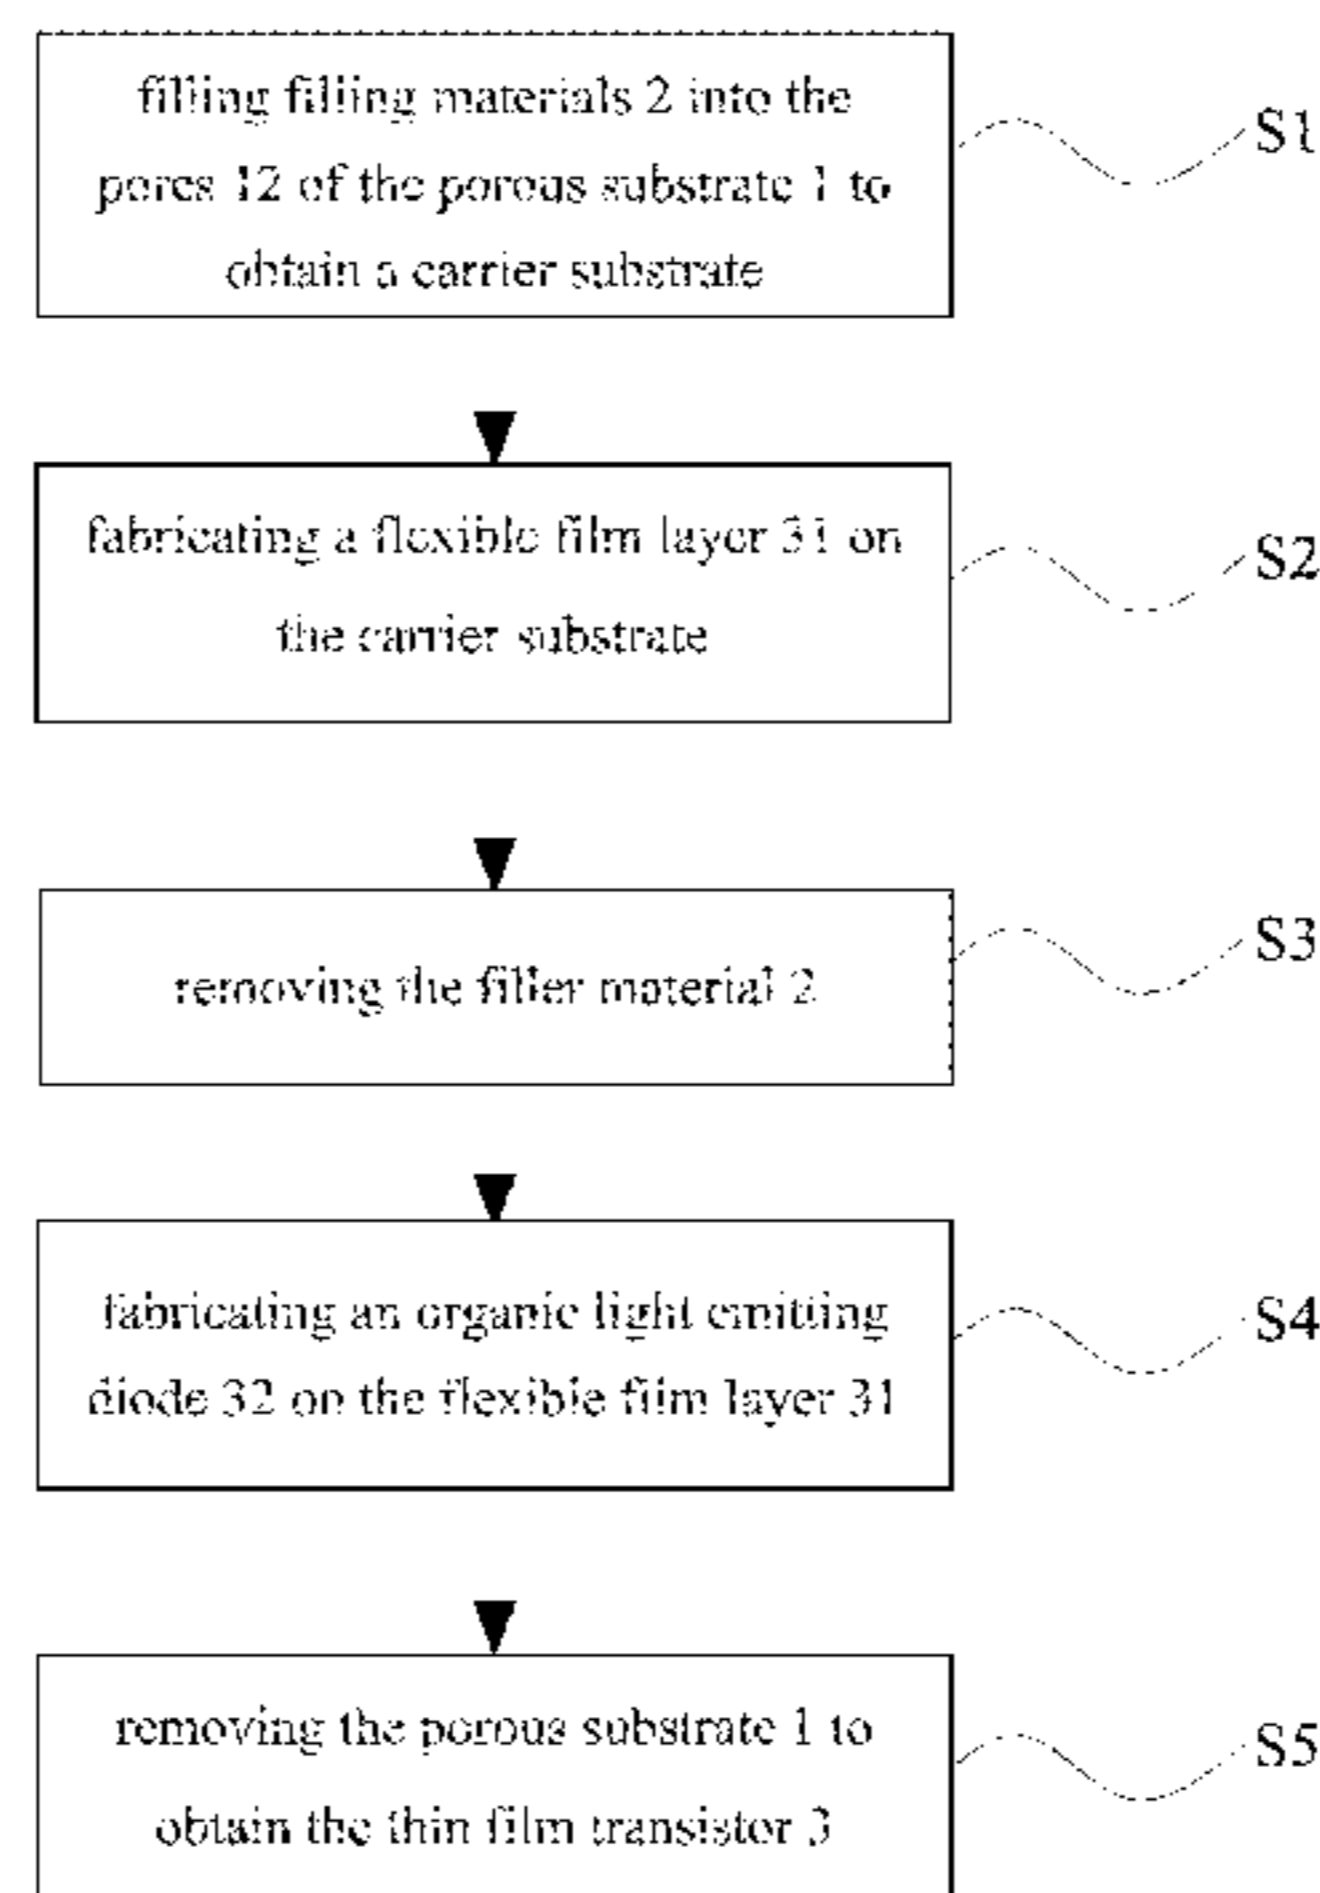 filling filling materials 2 into the
S1
pores 12 of the porous substrate 1 to
obtain a carrier substrate
fabricating a flexible film layer 31 on
S2
the carrier substrate
S3
removing the filler material 2
fabricating an organic light emitting
S4
diode 32 on the flexible film layer 31
removing the porous substrate 1 to
S5
obtain the thin film transistor 3